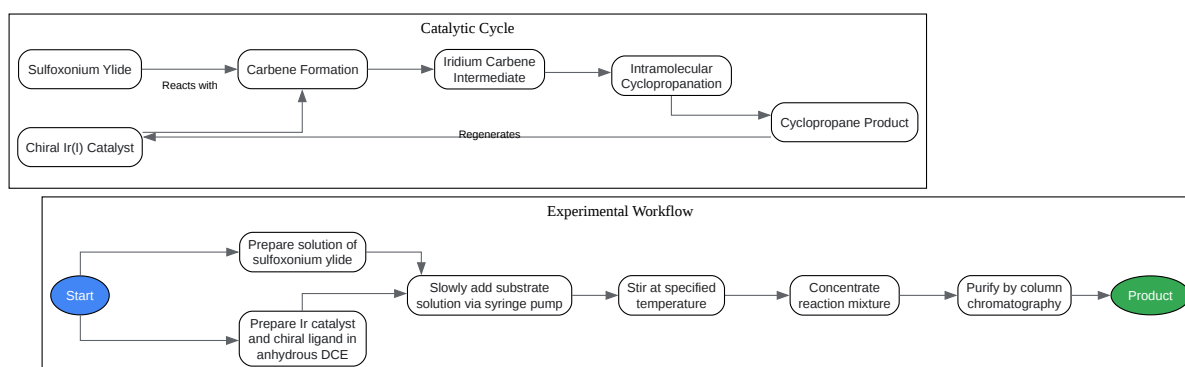 Catalytic Cycle
Sulfoxonium Ylide
Reacts with
Carbene Formation
Iridium Carbene
Intermediate
Intramolecular
Cyclopropanation
Cyclopropane Product
Regenerates
Chiral Ir(I) Catalyst
Experimental Workflow
Start
Prepare solution of
sulfoxonium ylide
Prepare Ir catalyst
and chiral ligand in
anhydrous DCE
Slowly add substrate
solution via syringe pump
Stir at specified
temperature
Concentrate
reaction mixture
Purify by column
chromatography
Product